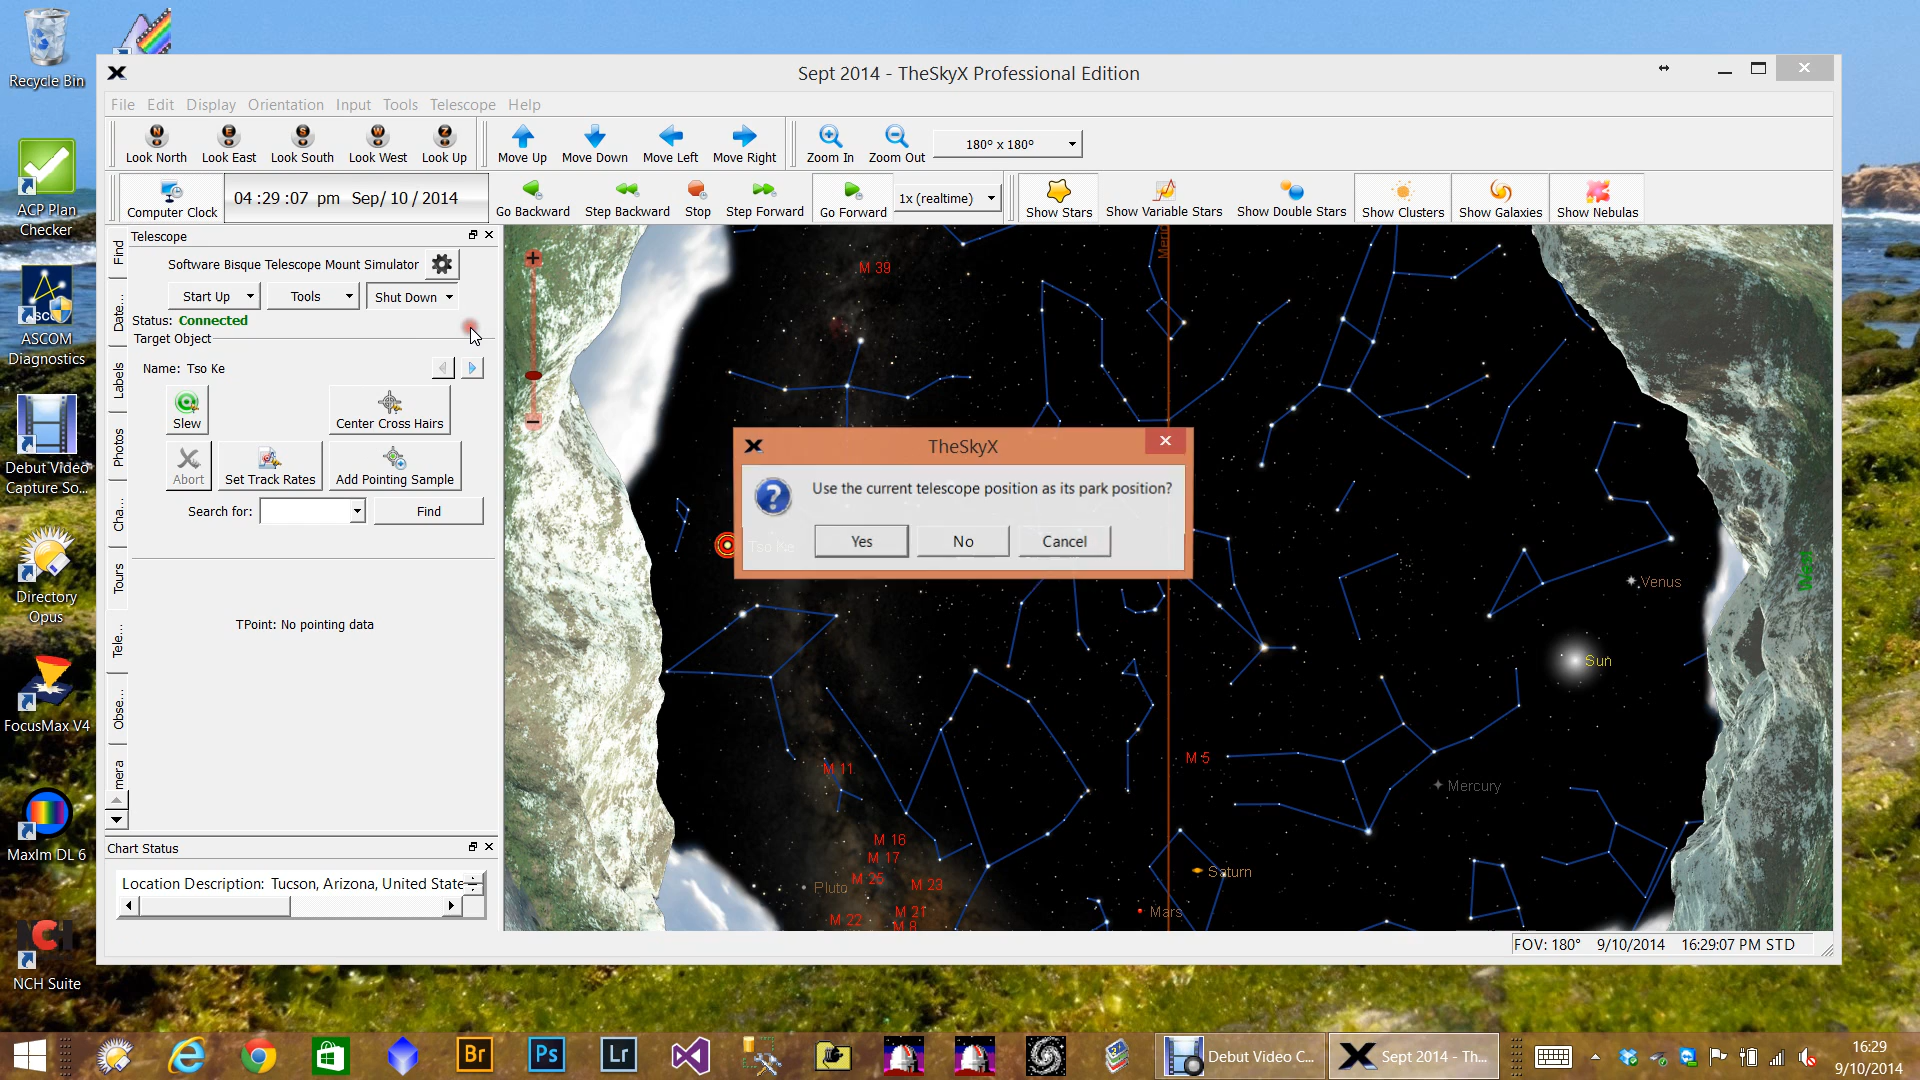 Recycle Bin
ACP Plan
Checker
ASCOM
Diagnostics
Debut Video
Capture So...
Directory
Opus
FocusMax V4
MaxIm DL 6
NCH Suite
Sept 2014 - TheSkyX Professional Edition
File Edit Display Orientation Input Tools Telescope Help
Look North Look East Look South Look West Look Up Move Up Move Down Move Left Move Right Zoom In Zoom Out 180° x 180°
Computer Clock 04 :29 :07 pm Sep/ 10 / 2014 Go Backward Step Backward Stop Step Forward Go Forward 1x (realtime) Show Stars Show Variable Stars Show Double Stars Show Clusters Show Galaxies Show Nebulas
Find
Date...
Labels
Photos
Cha...
Tours
Tele...
Obse...
mera
Telescope
Software Bisque Telescope Mount Simulator
Start Up Tools Shut Down
Status: Connected
Target Object
Name: Tso Ke
Slew Center Cross Hairs
Abort Set Track Rates Add Pointing Sample
Search for: Find
TPoint: No pointing data
Chart Status
Location Description: Tucson, Arizona, United State
M 39
TheSkyX
Use the current telescope position as its park position?
Yes No Cancel
Tso Ke
Venus
Sun
M 5
M 11
Mercury
M 16
M 17
M 25
M 23
Pluto
Saturn
M 21
M 22
M 8
Mars
FOV: 180° 9/10/2014 16:29:07 PM STD
Br Ps Lr
Debut Video C...
Sept 2014 - Th...
16:29
9/10/2014